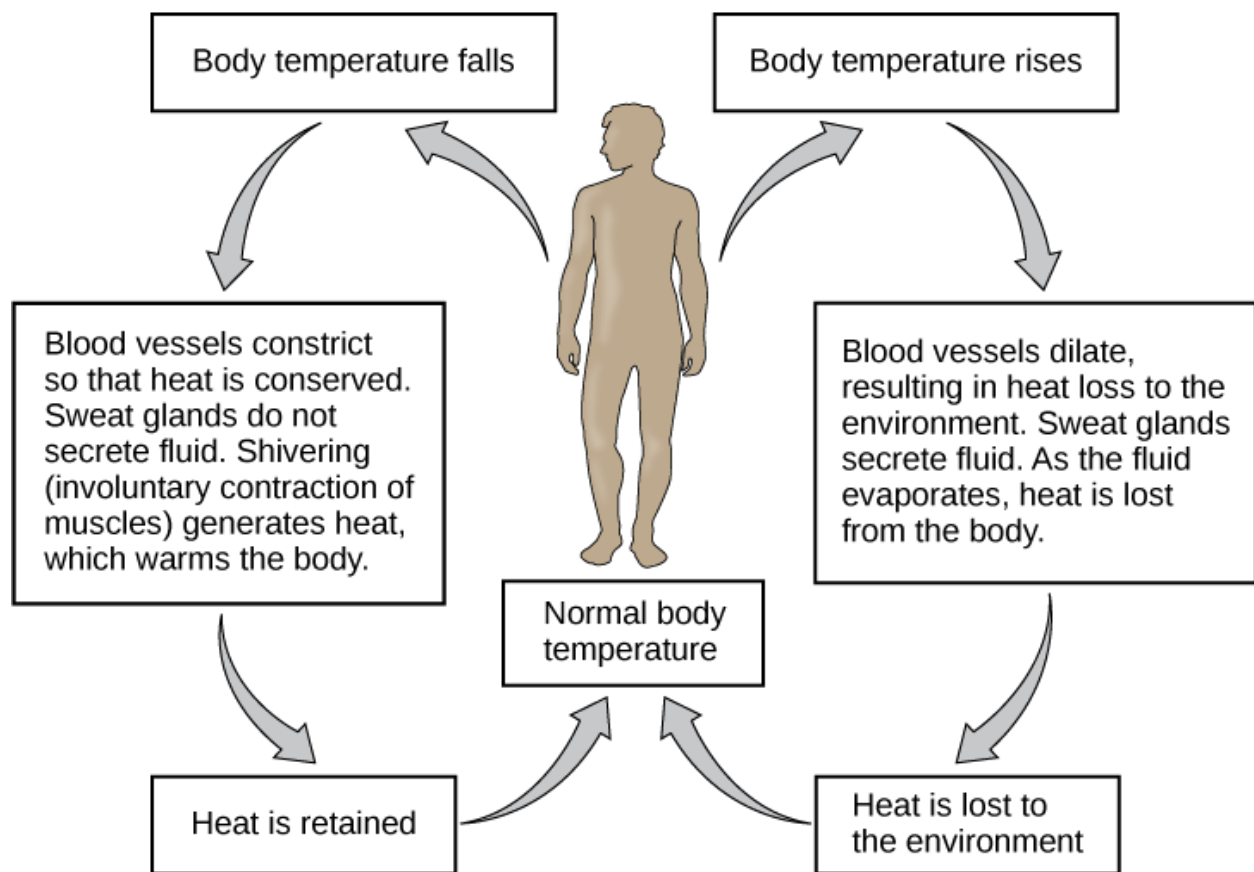 Body temperature falls
Body temperature rises
Blood vessels constrict
so that heat is conserved.
Sweat glands do not
secrete fluid. Shivering
(involuntary contraction of
muscles) generates heat,
which warms the body.
Blood vessels dilate,
resulting in heat loss to the
environment. Sweat glands
secrete fluid. As the fluid
evaporates, heat is lost
from the body.
Normal body
temperature
Heat is retained
Heat is lost to
the environment